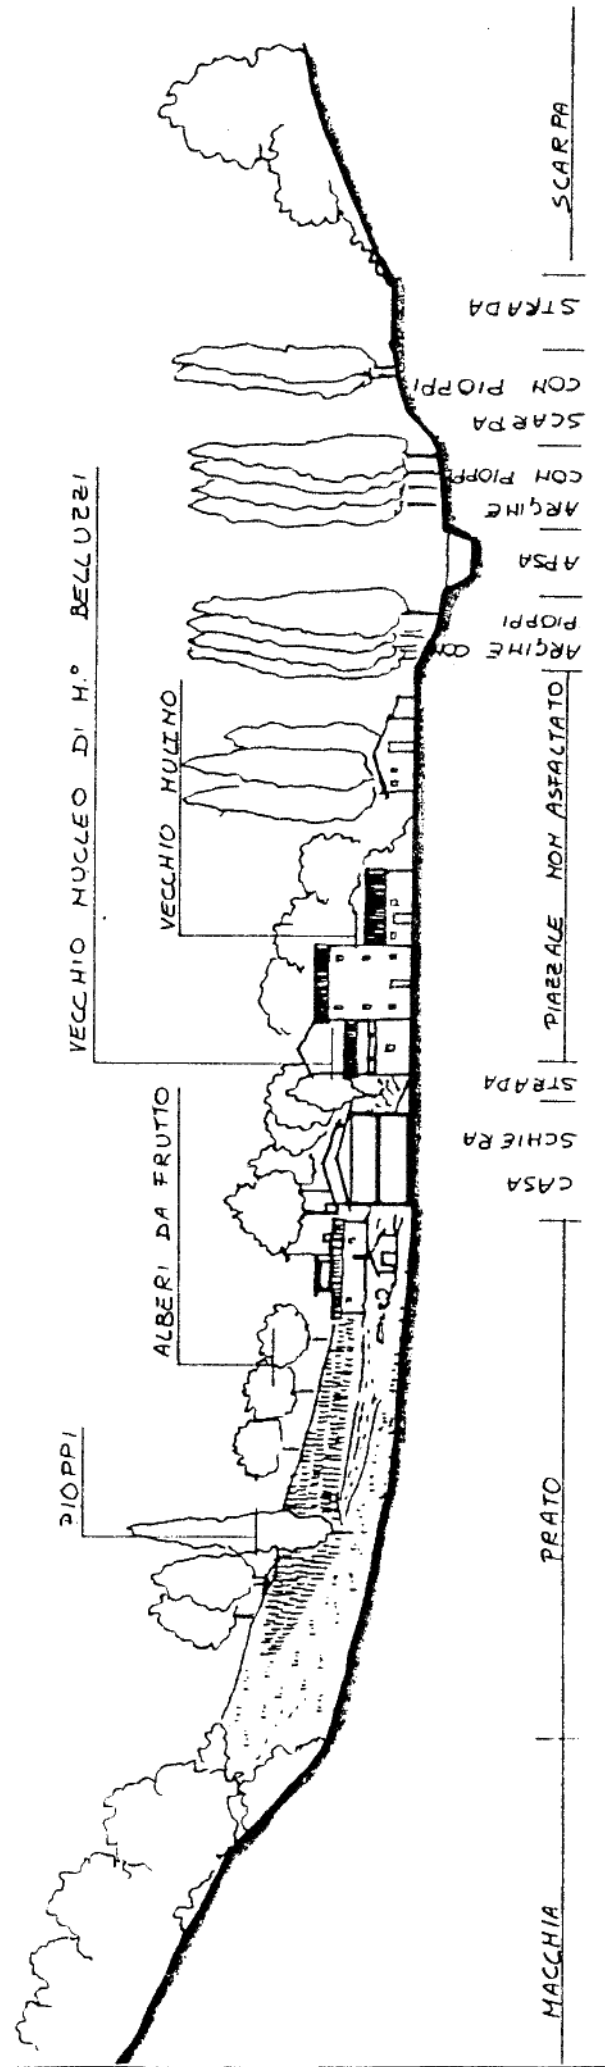 VECCHIO NUCLEO DI M.° BELLUZZI
PIOPPI
ALBERI DA FRUTTO
VECCHIO MULINO
MACCHIA
PRATO
CASA
SCHIERA
STRADA
PIAZZALE NON ASFALTATO
ARGINE CON
PIOPPI
APSA
ARGINE
CON PIOPPI
SCARPA
CON PIOPPI
STRADA
SCARPA